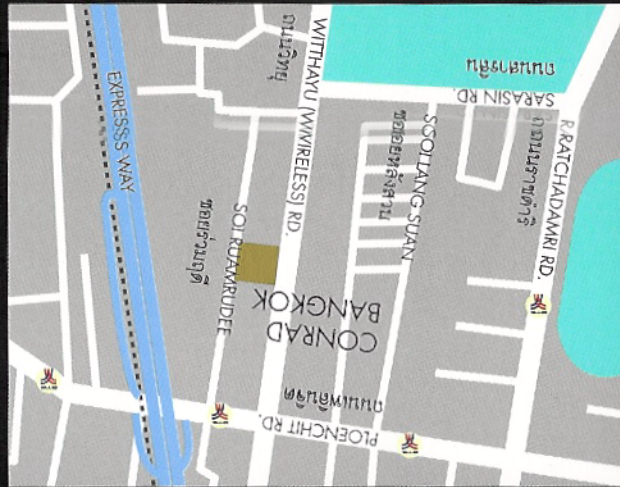 ถนนเพลินจิต
PLOENCHIT RD.
CONRAD
BANGKOK
SOI RUAMRUDEE
ซอยร่วมฤดี
EXPRESSS WAY
WITTHAYU (WIVIRELESS) RD.
ถนนวิทยุ
SSOI LANG SUAN
ซออยหลังสวน
R.RATCHADAMRI RD.
ถนนราชดำริ
SARASIN RD.
ถนนสารสิน